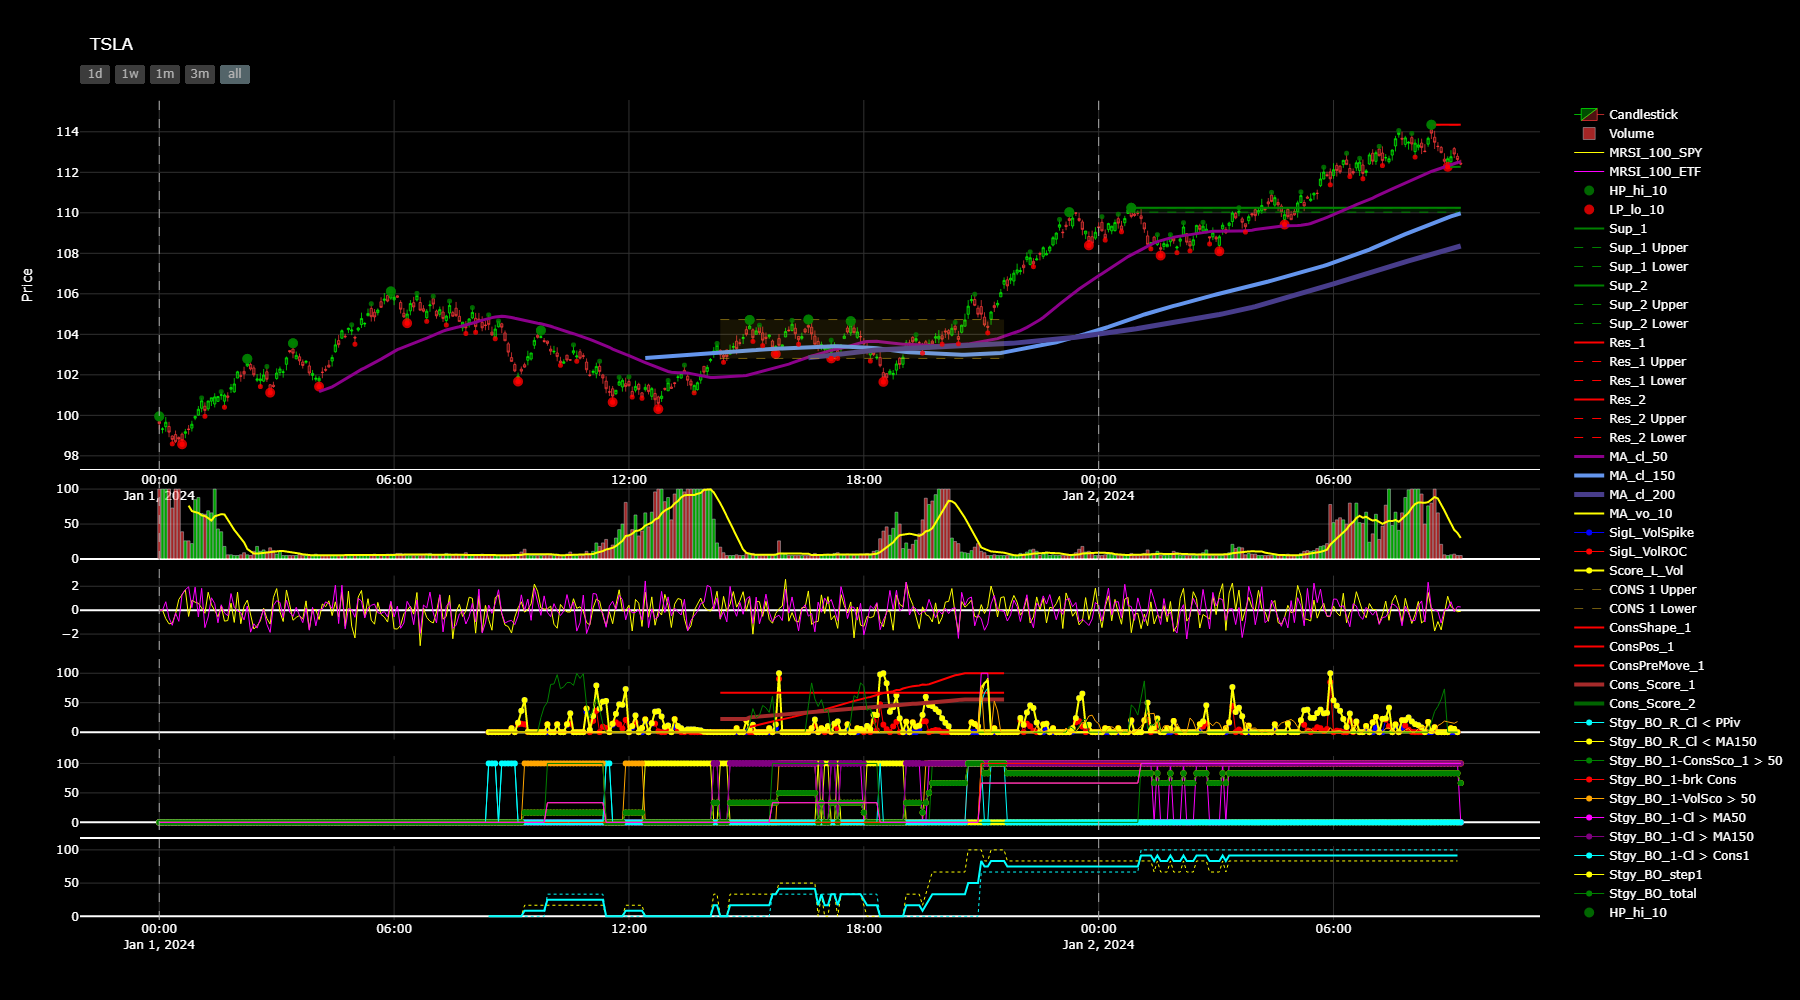 TSLA
1d 1w 1m 3m all
Price
114
112
110
108
106
104
102
100
98
00:00 06:00 12:00 18:00 00:00 06:00
Jan 1, 2024 Jan 2, 2024
100
50
0
2
0
−2
100
50
0
100
50
0
100
50
0
00:00 06:00 12:00 18:00 00:00 06:00
Jan 1, 2024 Jan 2, 2024
Candlestick
Volume
MRSI_100_SPY
MRSI_100_ETF
HP_hi_10
LP_lo_10
Sup_1
Sup_1 Upper
Sup_1 Lower
Sup_2
Sup_2 Upper
Sup_2 Lower
Res_1
Res_1 Upper
Res_1 Lower
Res_2
Res_2 Upper
Res_2 Lower
MA_cl_50
MA_cl_150
MA_cl_200
MA_vo_10
SigL_VolSpike
SigL_VolROC
Score_L_Vol
CONS 1 Upper
CONS 1 Lower
ConsShape_1
ConsPos_1
ConsPreMove_1
Cons_Score_1
Cons_Score_2
Stgy_BO_R_Cl < PPiv
Stgy_BO_R_Cl < MA150
Stgy_BO_1-ConsSco_1 > 50
Stgy_BO_1-brk Cons
Stgy_BO_1-VolSco > 50
Stgy_BO_1-Cl > MA50
Stgy_BO_1-Cl > MA150
Stgy_BO_1-Cl > Cons1
Stgy_BO_step1
Stgy_BO_total
HP_hi_10